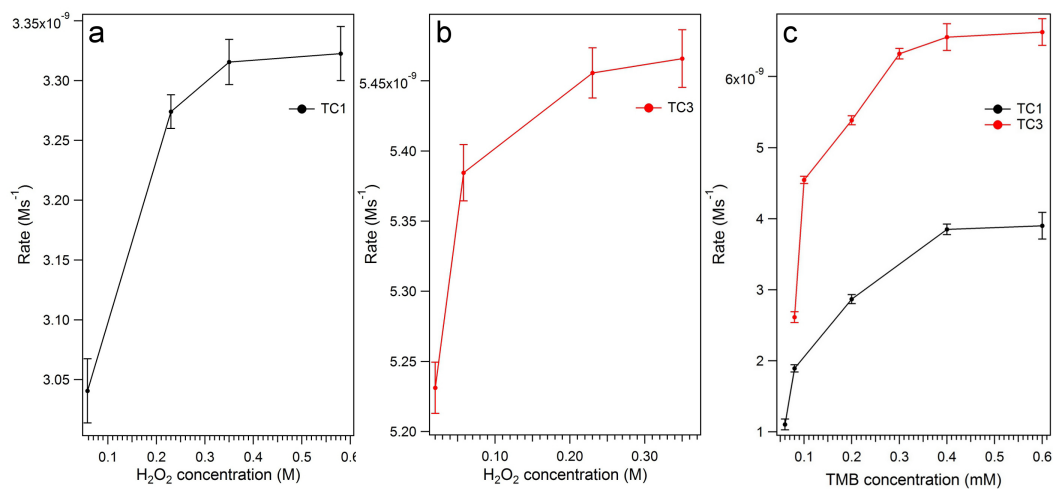 a
3.35x10⁻⁹
3.30
3.25
3.20
3.15
3.10
3.05
Rate (Ms⁻¹)
TC1
0.1
0.2
0.3
0.4
0.5
0.6
H₂O₂ concentration (M)
b
5.45x10⁻⁹
5.40
5.35
5.30
5.25
5.20
Rate (Ms⁻¹)
TC3
0.10
0.20
0.30
H₂O₂ concentration (M)
c
6x10⁻⁹
5
4
3
2
1
Rate (Ms⁻¹)
TC1
TC3
0.1
0.2
0.3
0.4
0.5
0.6
TMB concentration (mM)